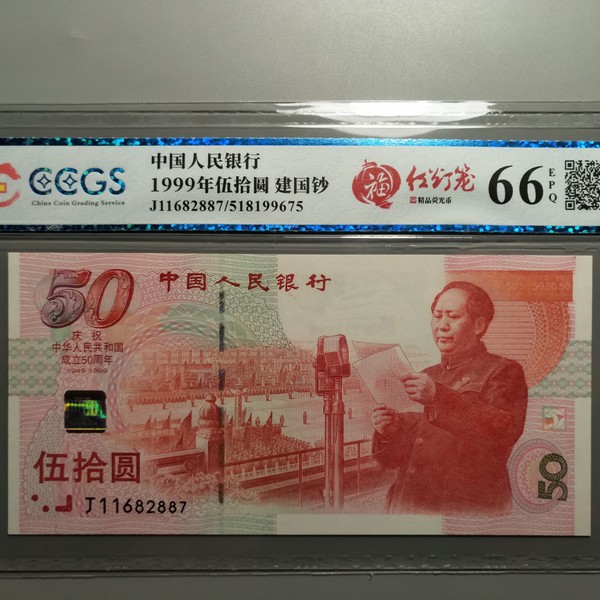 CCGS
China Coin Grading Service
中国人民银行
1999年伍拾圆 建国钞
J11682887/518199675
福
红灯笼
精品荧光币
66
EPQ
50
中国人民银行
庆祝
中华人民共和国
成立50周年
1949-1999
伍拾圆
J11682887
50